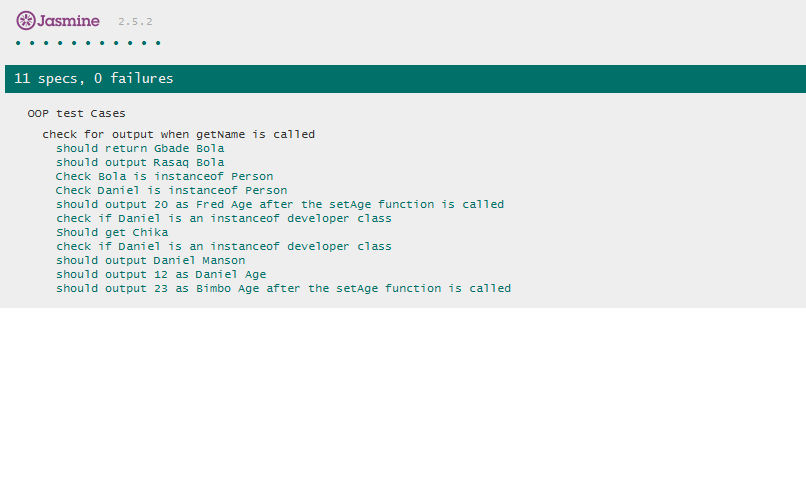 Jasmine 2.5.2
• • • • • • • • • • •
11 specs, 0 failures
OOP test Cases
check for output when getName is called
should return Gbade Bola
should output Rasaq Bola
Check Bola is instanceof Person
Check Daniel is instanceof Person
should output 20 as Fred Age after the setAge function is called
check if Daniel is an instanceof developer class
Should get Chika
check if Daniel is an instanceof developer class
should output Daniel Manson
should output 12 as Daniel Age
should output 23 as Bimbo Age after the setAge function is called